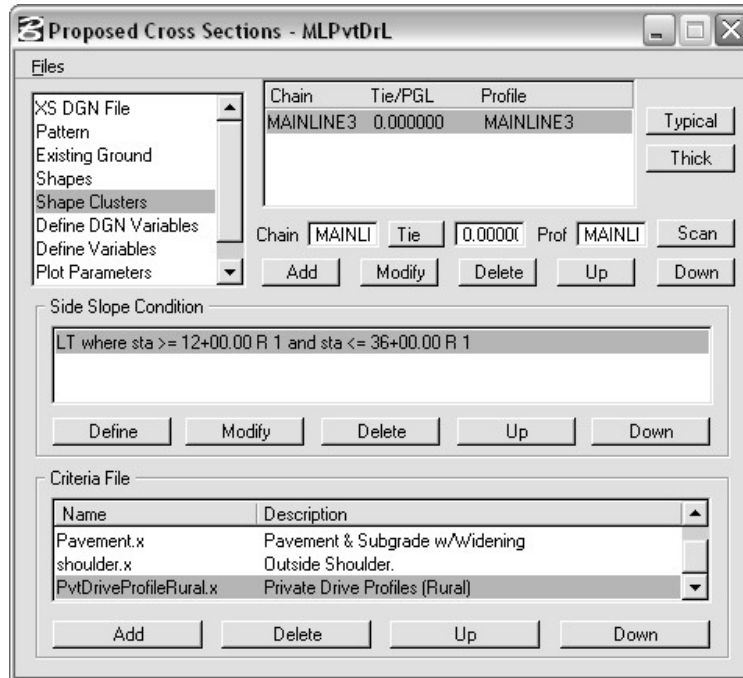 Proposed Cross Sections - MLPvtDrL
Files
XS DGN File
Pattern
Existing Ground
Shapes
Shape Clusters
Define DGN Variables
Define Variables
Plot Parameters
Chain Tie/PGL Profile
MAINLINE3 0.000000 MAINLINE3
Typical
Thick
Chain MAINLI Tie 0.0000( Prof MAINLI Scan
Add Modify Delete Up Down
Side Slope Condition
LT where sta >= 12+00.00 R 1 and sta <= 36+00.00 R 1
Define Modify Delete Up Down
Criteria File
Name Description
Pavement.x Pavement & Subgrade w/Widening
shoulder.x Outside Shoulder.
PvtDriveProfileRural.x Private Drive Profiles (Rural)
Add Delete Up Down